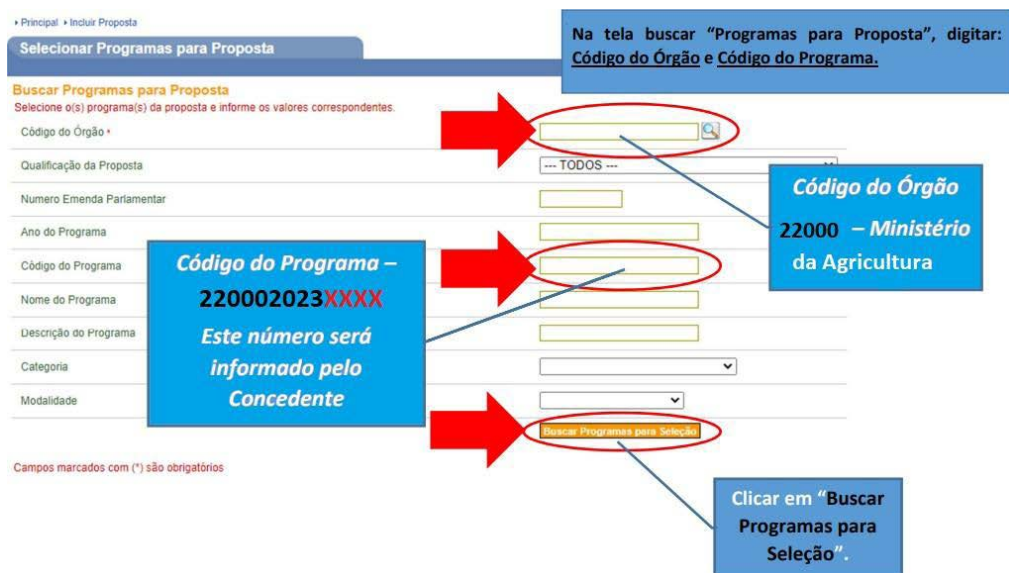 Principal Incluir Proposta
Selecionar Programas para Proposta
Na tela buscar “Programas para Proposta”, digitar:
Código do Órgão e Código do Programa.
Buscar Programas para Proposta
Selecione o(s) programa(s) da proposta e informe os valores correspondentes.
Código do Órgão *
Qualificação da Proposta
--- TODOS ---
Numero Emenda Parlamentar
Ano do Programa
Código do Programa
Nome do Programa
Descrição do Programa
Categoria
Modalidade
Código do Órgão
22000 – Ministério
da Agricultura
Código do Programa –
220002023XXXX
Este número será
informado pelo
Concedente
Buscar Programas para Seleção
Campos marcados com (*) são obrigatórios
Clicar em “Buscar
Programas para
Seleção”.